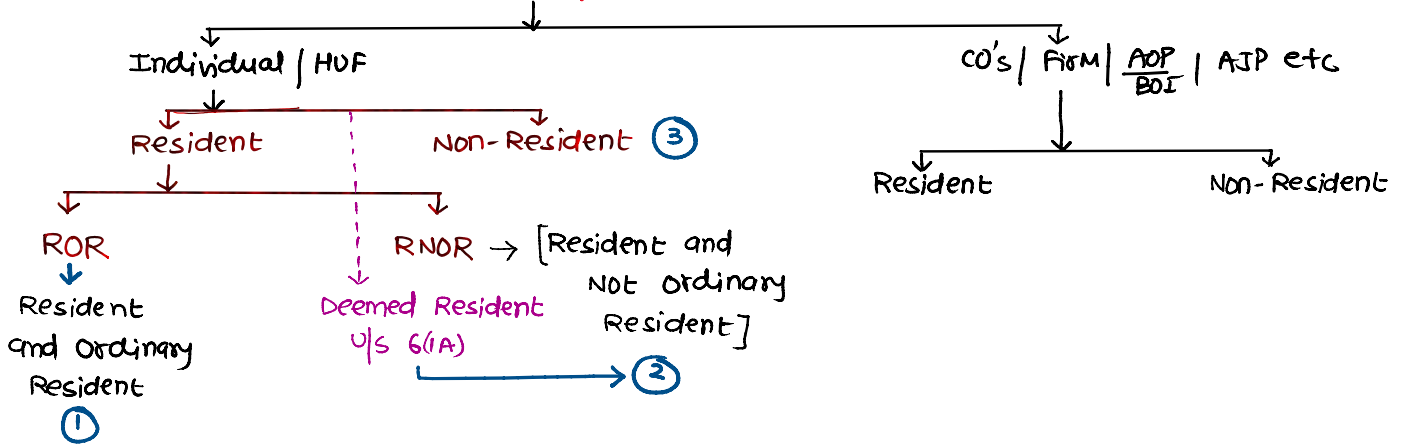 Individual / HUF
CO's / Firm / AOP / BOI / AJP etc
Resident
Non-Resident ③
Resident
Non-Resident
ROR
RNOR → [Resident and
Not Ordinary
Resident]
Resident
and Ordinary
Resident
①
Deemed Resident
U/S 6(1A)
②